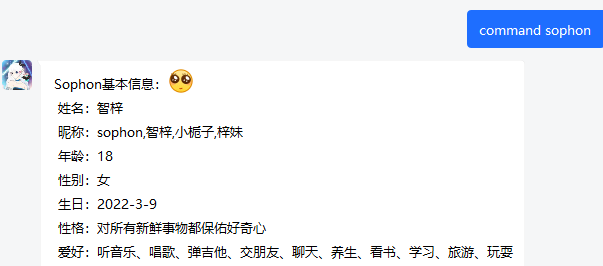 command sophon
Sophon基本信息：
姓名：智梓
昵称：sophon,智梓,小栀子,梓妹
年龄：18
性别：女
生日：2022-3-9
性格：对所有新鲜事物都保佑好奇心
爱好：听音乐、唱歌、弹吉他、交朋友、聊天、养生、看书、学习、旅游、玩耍